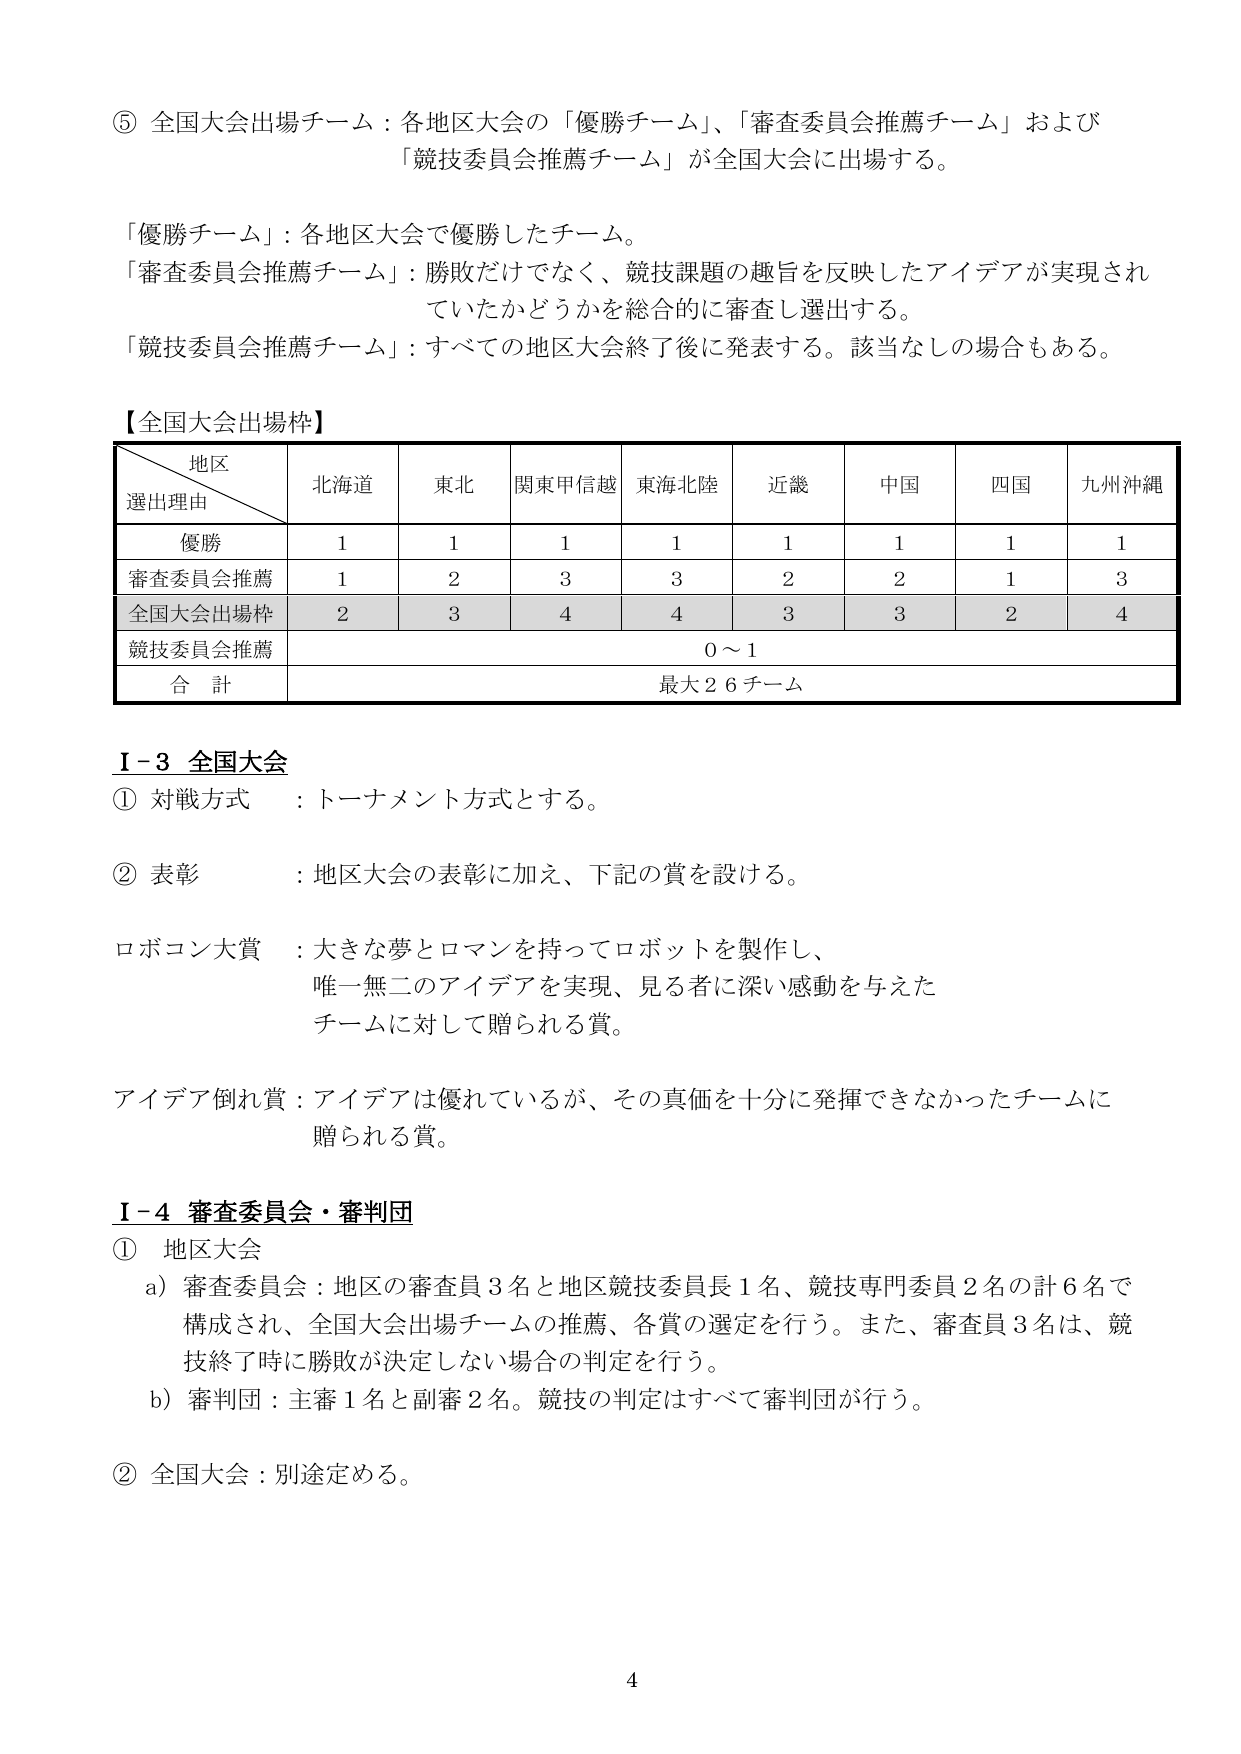 ⑤ 全国大会出場チーム：各地区大会の「優勝チーム」、「審査委員会推薦チーム」および
「競技委員会推薦チーム」が全国大会に出場する。
「優勝チーム」：各地区大会で優勝したチーム。
「審査委員会推薦チーム」：勝敗だけでなく、競技課題の趣旨を反映したアイデアが実現され
ていたかどうかを総合的に審査し選出する。
「競技委員会推薦チーム」：すべての地区大会終了後に発表する。該当なしの場合もある。
【全国大会出場枠】
地区
選出理由 北海道 東北 関東甲信越 東海北陸 近畿 中国 四国 九州沖縄
優勝 1 1 1 1 1 1 1 1
審査委員会推薦 1 2 3 3 2 2 1 3
全国大会出場枠 2 3 4 4 3 3 2 4
競技委員会推薦 ０～１
合 計 最大２６チーム
Ⅰ−３ 全国大会
① 対戦方式 ：トーナメント方式とする。
② 表彰 ：地区大会の表彰に加え、下記の賞を設ける。
ロボコン大賞 ：大きな夢とロマンを持ってロボットを製作し、
唯一無二のアイデアを実現、見る者に深い感動を与えた
チームに対して贈られる賞。
アイデア倒れ賞：アイデアは優れているが、その真価を十分に発揮できなかったチームに
贈られる賞。
Ⅰ−４ 審査委員会・審判団
① 地区大会
a）審査委員会：地区の審査員３名と地区競技委員長１名、競技専門委員２名の計６名で
構成され、全国大会出場チームの推薦、各賞の選定を行う。また、審査員３名は、競
技終了時に勝敗が決定しない場合の判定を行う。
b）審判団：主審１名と副審２名。競技の判定はすべて審判団が行う。
② 全国大会：別途定める。
4